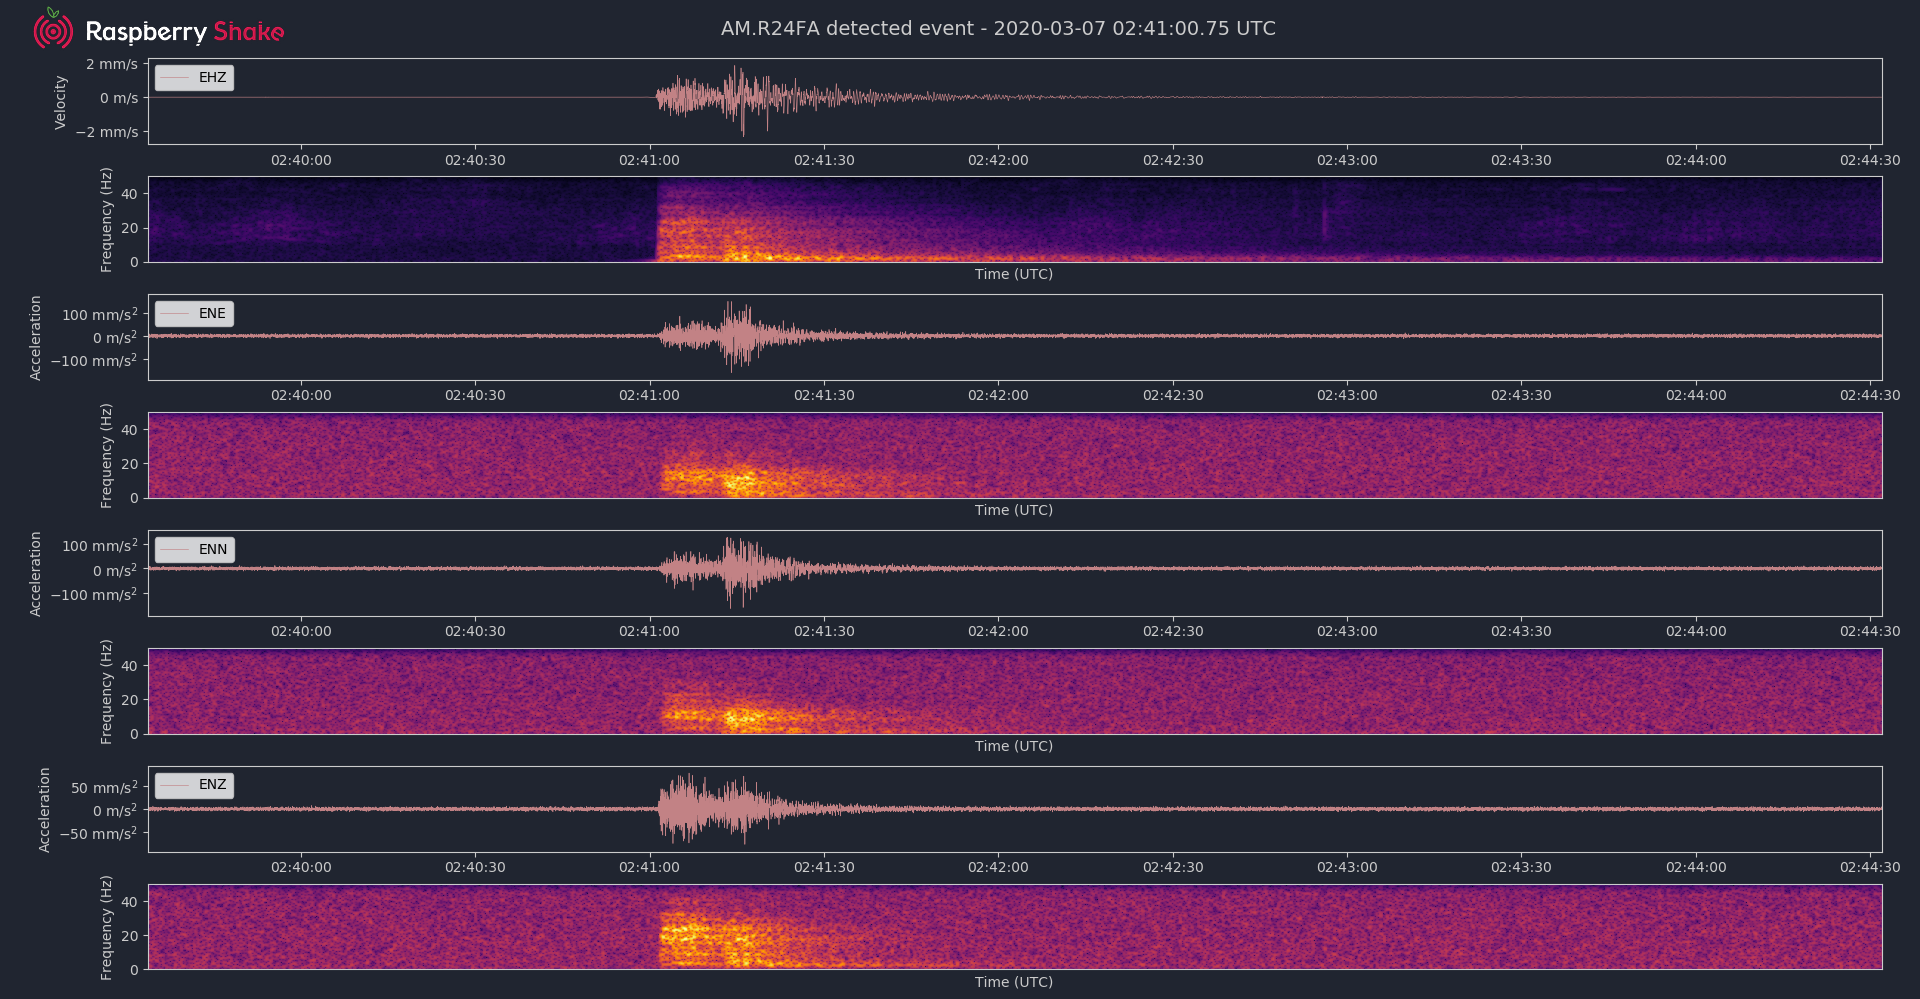 Raspberry Shake
AM.R24FA detected event - 2020-03-07 02:41:00.75 UTC
Velocity
2 mm/s
0 m/s
−2 mm/s
EHZ
02:40:00 02:40:30 02:41:00 02:41:30 02:42:00 02:42:30 02:43:00 02:43:30 02:44:00 02:44:30
Frequency (Hz)
40
20
0
Time (UTC)
Acceleration
100 mm/s²
0 m/s²
−100 mm/s²
ENE
02:40:00 02:40:30 02:41:00 02:41:30 02:42:00 02:42:30 02:43:00 02:43:30 02:44:00 02:44:30
Frequency (Hz)
40
20
0
Time (UTC)
Acceleration
100 mm/s²
0 m/s²
−100 mm/s²
ENN
02:40:00 02:40:30 02:41:00 02:41:30 02:42:00 02:42:30 02:43:00 02:43:30 02:44:00 02:44:30
Frequency (Hz)
40
20
0
Time (UTC)
Acceleration
50 mm/s²
0 m/s²
−50 mm/s²
ENZ
02:40:00 02:40:30 02:41:00 02:41:30 02:42:00 02:42:30 02:43:00 02:43:30 02:44:00 02:44:30
Frequency (Hz)
40
20
0
Time (UTC)